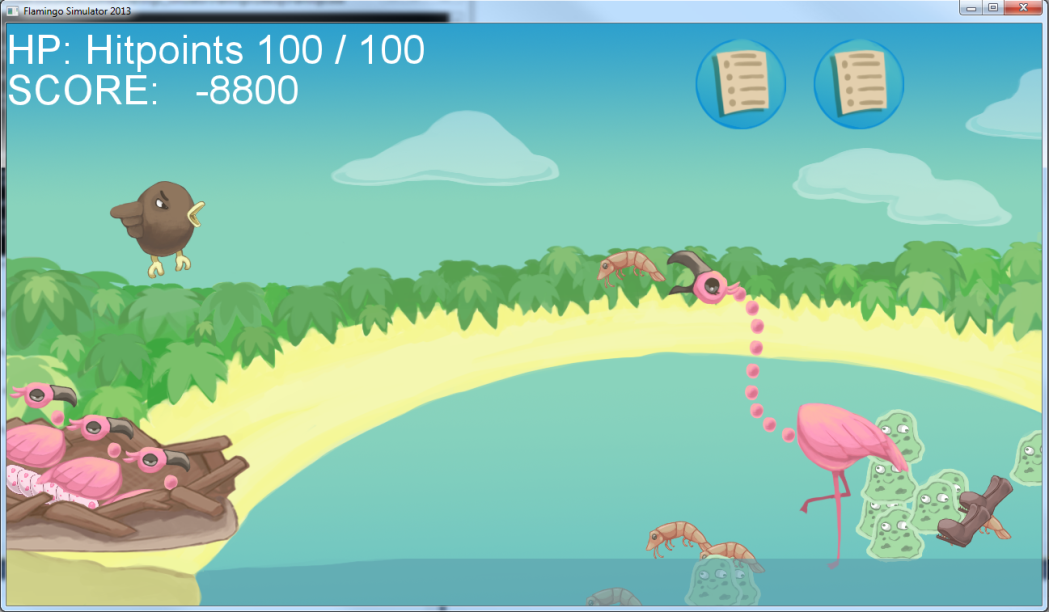 Flamingo Simulator 2013
HP: Hitpoints 100 / 100
SCORE: -8800